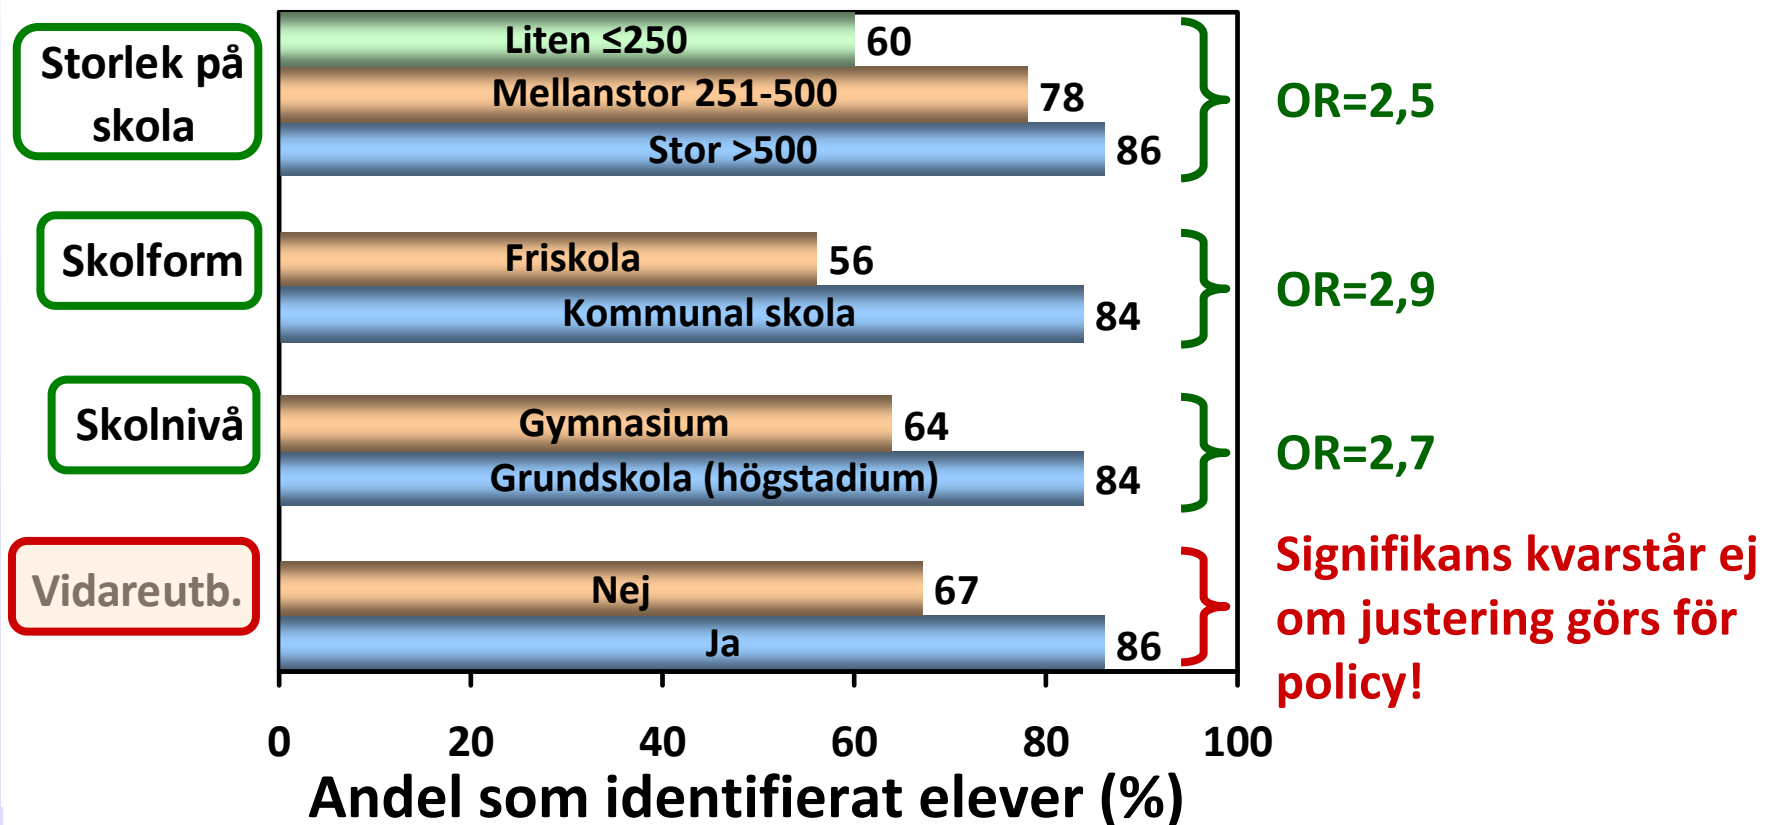 Storlek på
skola
Liten ≤250
60
Mellanstor 251-500
78
Stor >500
86
OR=2,5
Skolform
Friskola
56
Kommunal skola
84
OR=2,9
Skolnivå
Gymnasium
64
Grundskola (högstadium)
84
OR=2,7
Vidareutb.
Nej
67
Ja
86
Signifikans kvarstår ej
om justering görs för
policy!
0 20 40 60 80 100
Andel som identifierat elever (%)